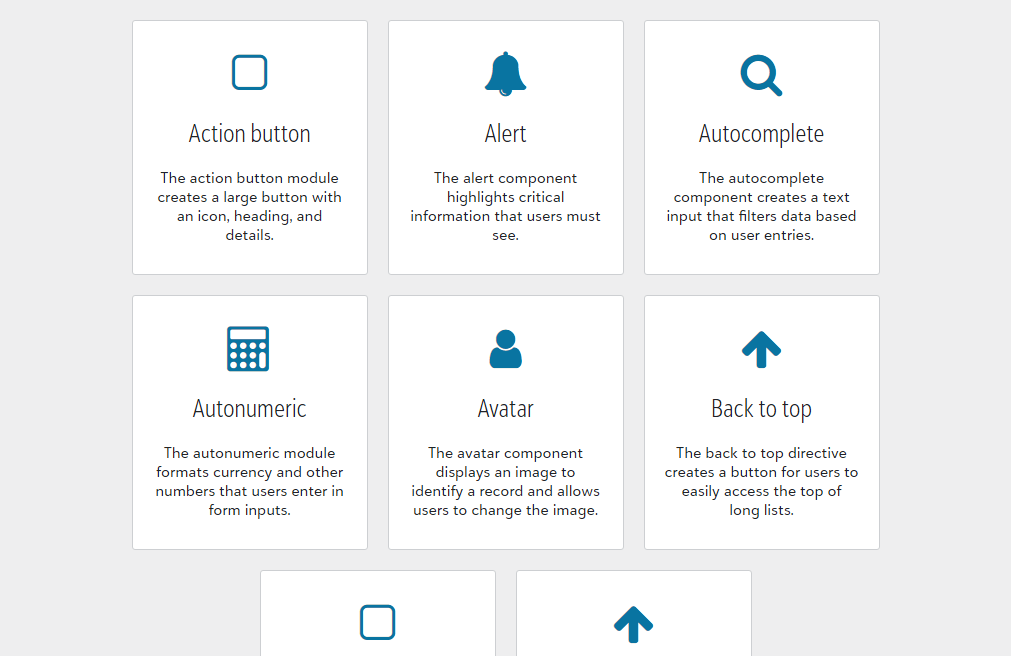 Action button
The action button module
creates a large button with
an icon, heading, and
details.
Alert
The alert component
highlights critical
information that users must
see.
Autocomplete
The autocomplete
component creates a text
input that filters data based
on user entries.
Autonumeric
The autonumeric module
formats currency and other
numbers that users enter in
form inputs.
Avatar
The avatar component
displays an image to
identify a record and allows
users to change the image.
Back to top
The back to top directive
creates a button for users to
easily access the top of
long lists.